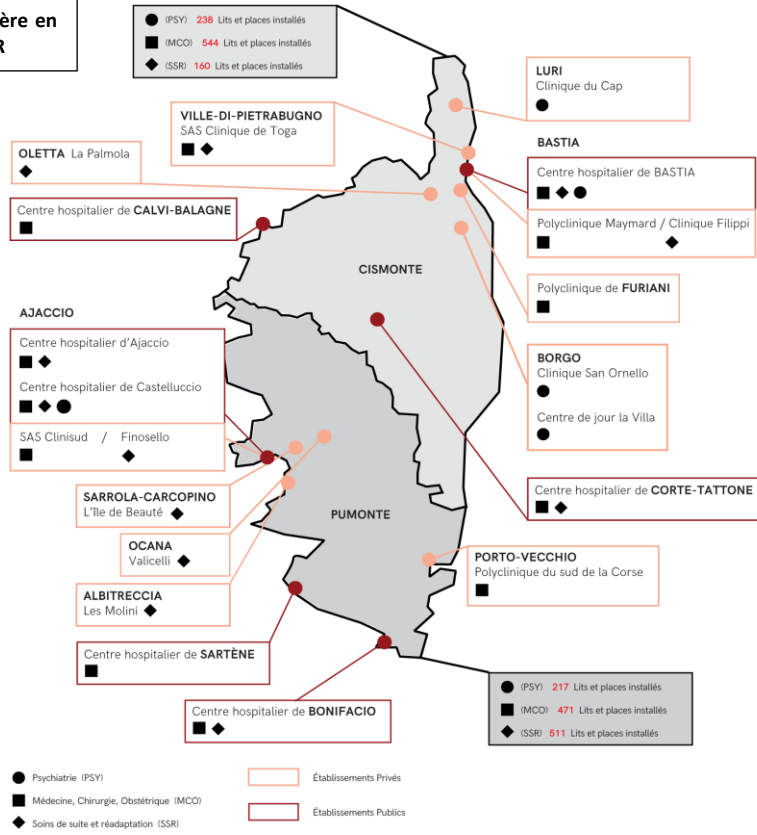 ère en
R
(PSY) 238 Lits et places installés
(MCO) 544 Lits et places installés
(SSR) 160 Lits et places installés
LURI
Clinique du Cap
VILLE-DI-PIETRABUGNO
SAS Clinique de Toga
OLETTA La Palmola
BASTIA
Centre hospitalier de BASTIA
Polyclinique Maymard / Clinique Filippi
Centre hospitalier de CALVI-BALAGNE
CISMONTE
Polyclinique de FURIANI
AJACCIO
Centre hospitalier d'Ajaccio
Centre hospitalier de Castelluccio
SAS Clinisud / Finosello
BORGO
Clinique San Ornello
Centre de jour la Villa
SARROLA-CARCOPINO
L'île de Beauté
Centre hospitalier de CORTE-TATTONE
PUMONTE
OCANA
Valicelli
PORTO-VECCHIO
Polyclinique du sud de la Corse
ALBITRECCIA
Les Molini
Centre hospitalier de SARTÈNE
Centre hospitalier de BONIFACIO
(PSY) 217 Lits et places installés
(MCO) 471 Lits et places installés
(SSR) 511 Lits et places installés
Psychiatrie (PSY)
Médecine, Chirurgie, Obstétrique (MCO)
Soins de suite et réadaptation (SSR)
Établissements Privés
Établissements Publics